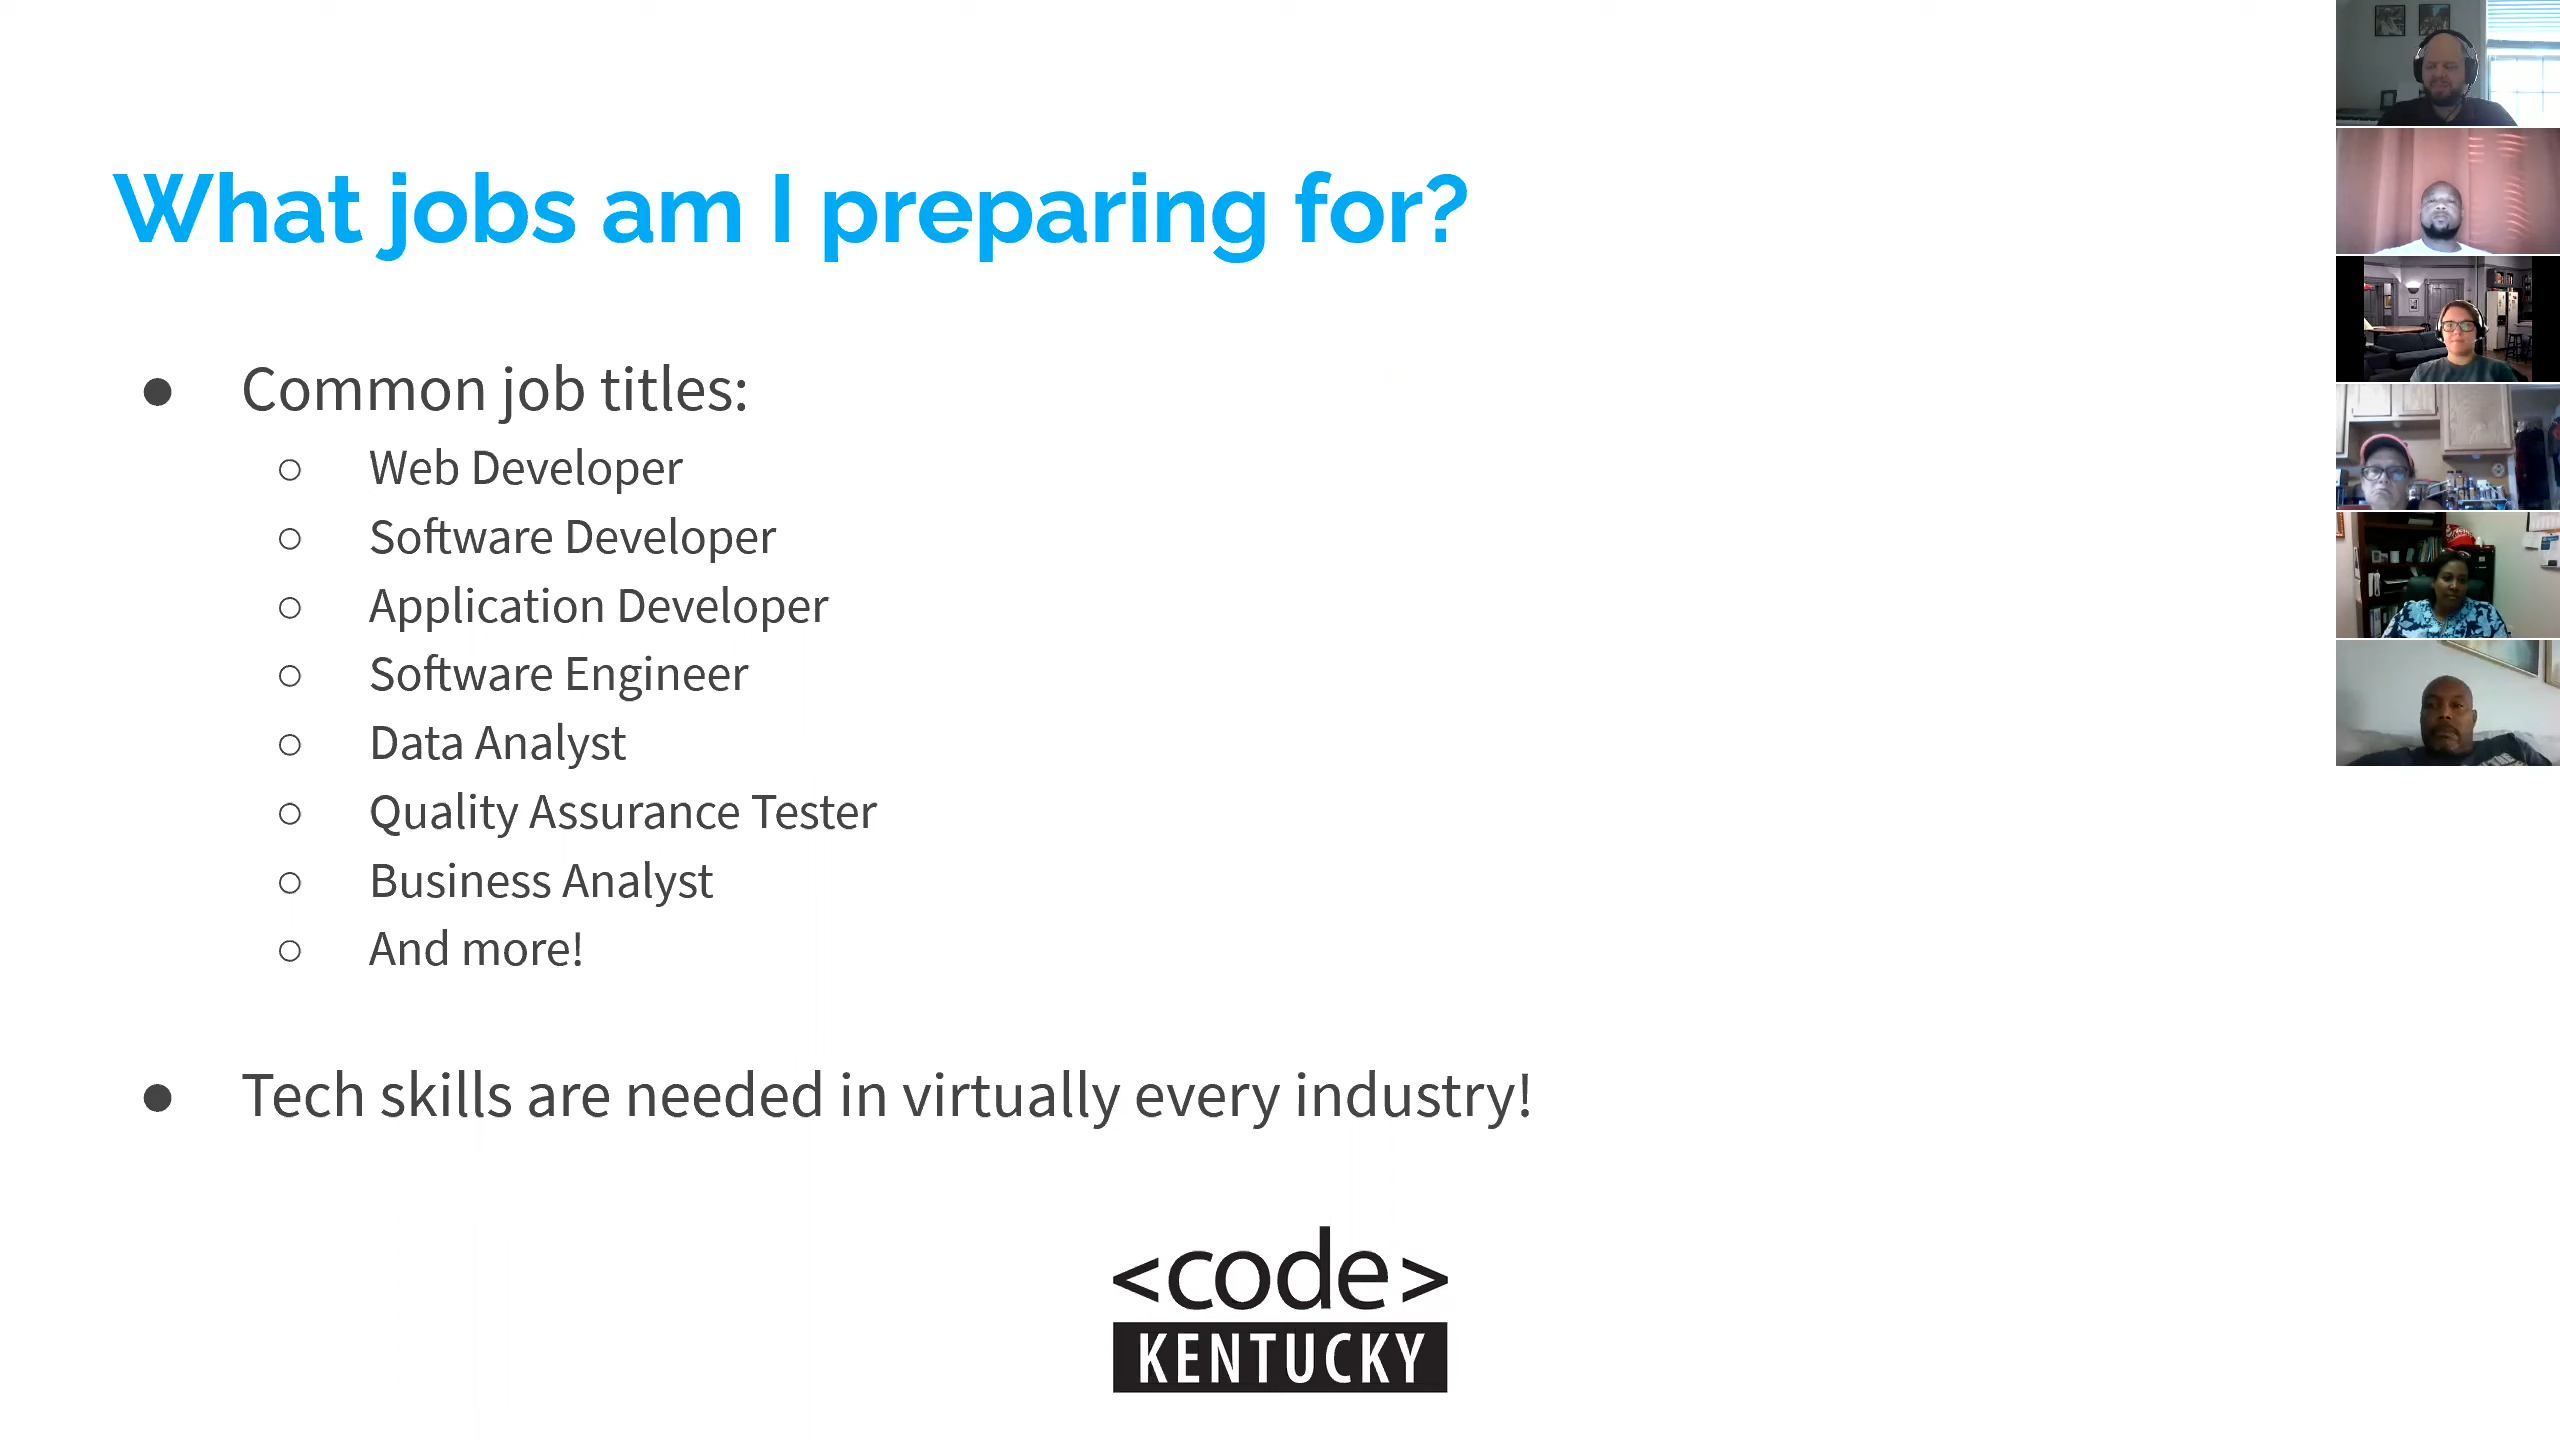 What jobs am I preparing for?
Common job titles:
Web Developer
Software Developer
Application Developer
Software Engineer
Data Analyst
Quality Assurance Tester
Business Analyst
And more!
Tech skills are needed in virtually every industry!
<code>
KENTUCKY